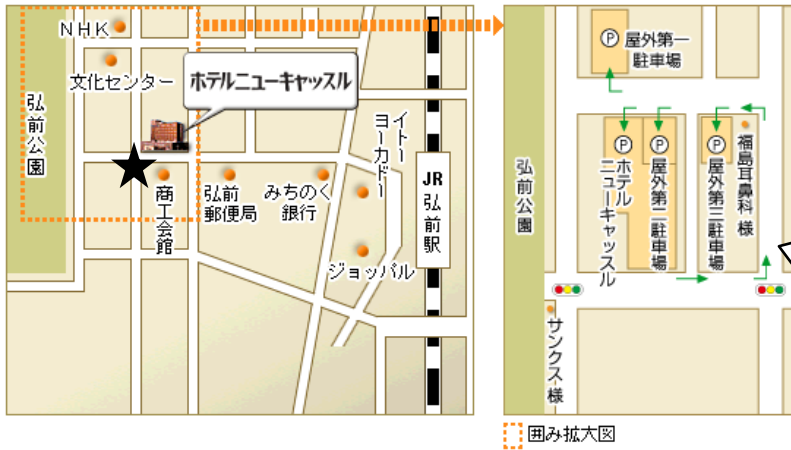 NHK
文化センター
ホテルニューキャッスル
弘前公園
商工会館
弘前
郵便局
みちのく
銀行
イトー
ヨーカドー
ジョッパル
JR
弘前駅
P 屋外第一
駐車場
弘前公園
P
ホテル
ニューキャッスル
P
屋外第二駐車場
P
屋外第三駐車場
福島耳鼻科 様
サンクス 様
囲み拡大図